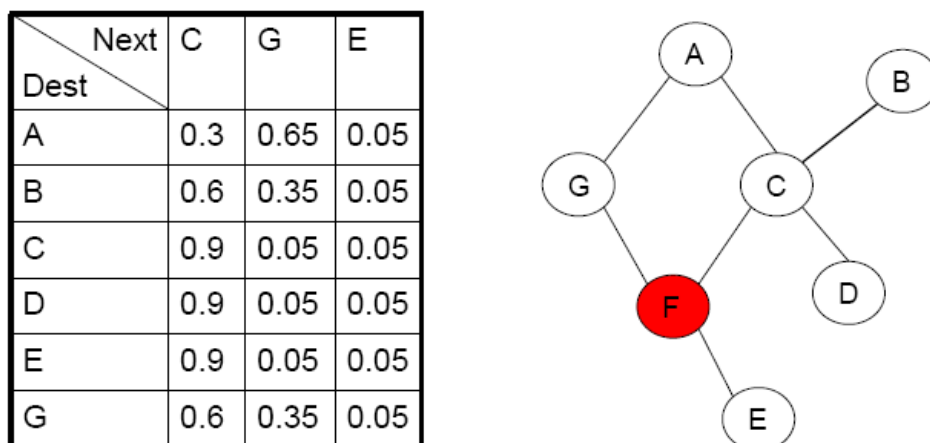 Next C G E
Dest
A 0.3 0.65 0.05
B 0.6 0.35 0.05
C 0.9 0.05 0.05
D 0.9 0.05 0.05
E 0.9 0.05 0.05
G 0.6 0.35 0.05
A
B
G
C
F
D
E